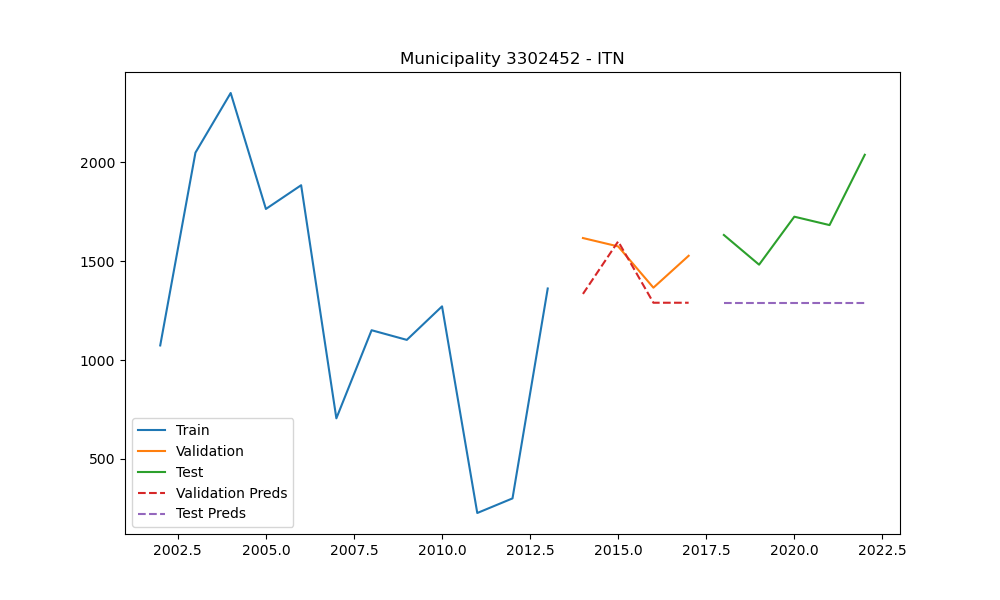 Municipality 3302452 - ITN
2000
1500
1000
500
Train
Validation
Test
Validation Preds
Test Preds
2002.5 2005.0 2007.5 2010.0 2012.5 2015.0 2017.5 2020.0 2022.5